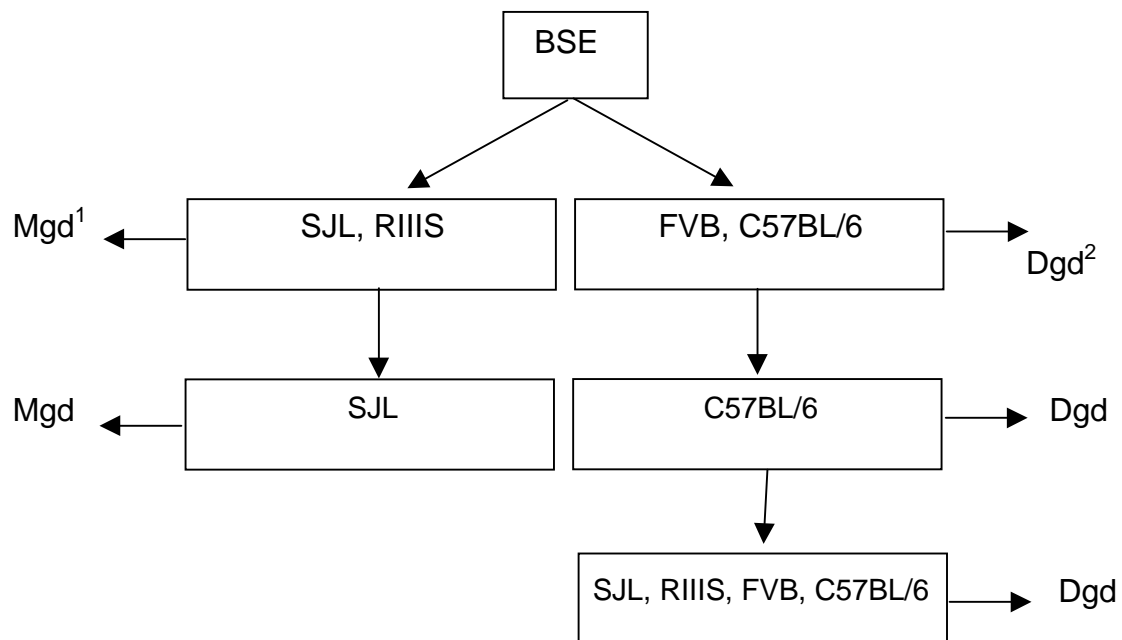 BSE
Mgd¹
SJL, RIIIS
FVB, C57BL/6
Dgd²
Mgd
SJL
C57BL/6
Dgd
SJL, RIIIS, FVB, C57BL/6
Dgd